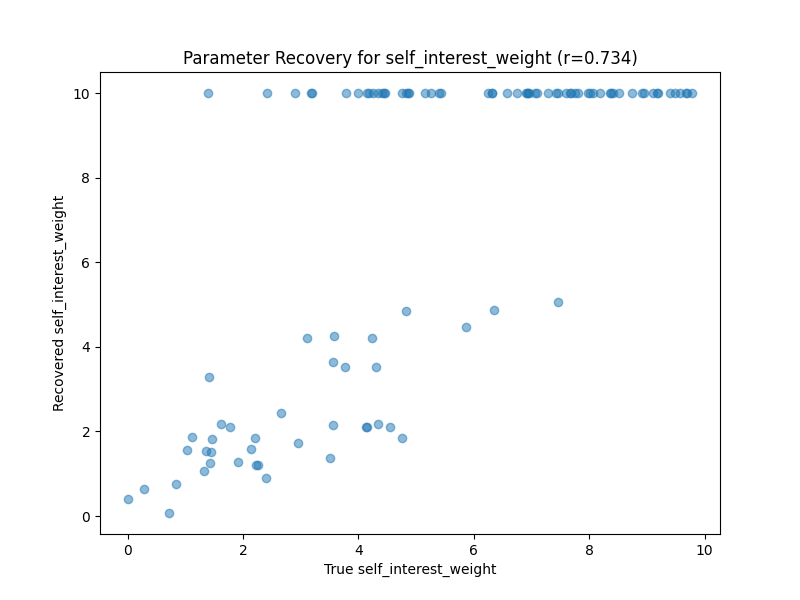 Parameter Recovery for self_interest_weight (r=0.734)
Recovered self_interest_weight
10
8
6
4
2
0
0 2 4 6 8 10
True self_interest_weight